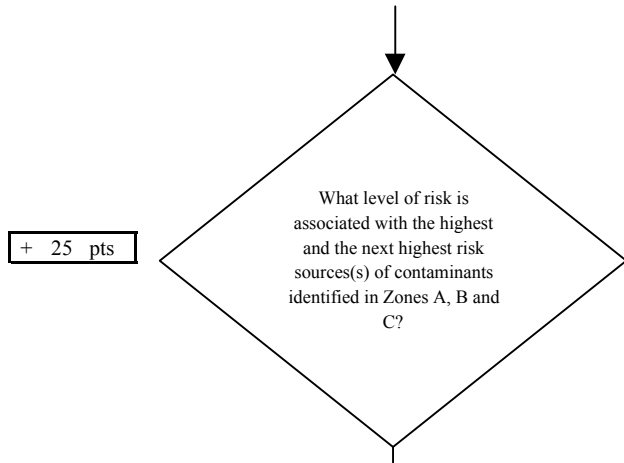 What level of risk is
associated with the highest
and the next highest risk
sources(s) of contaminants
identified in Zones A, B and
C?
+ 25 pts